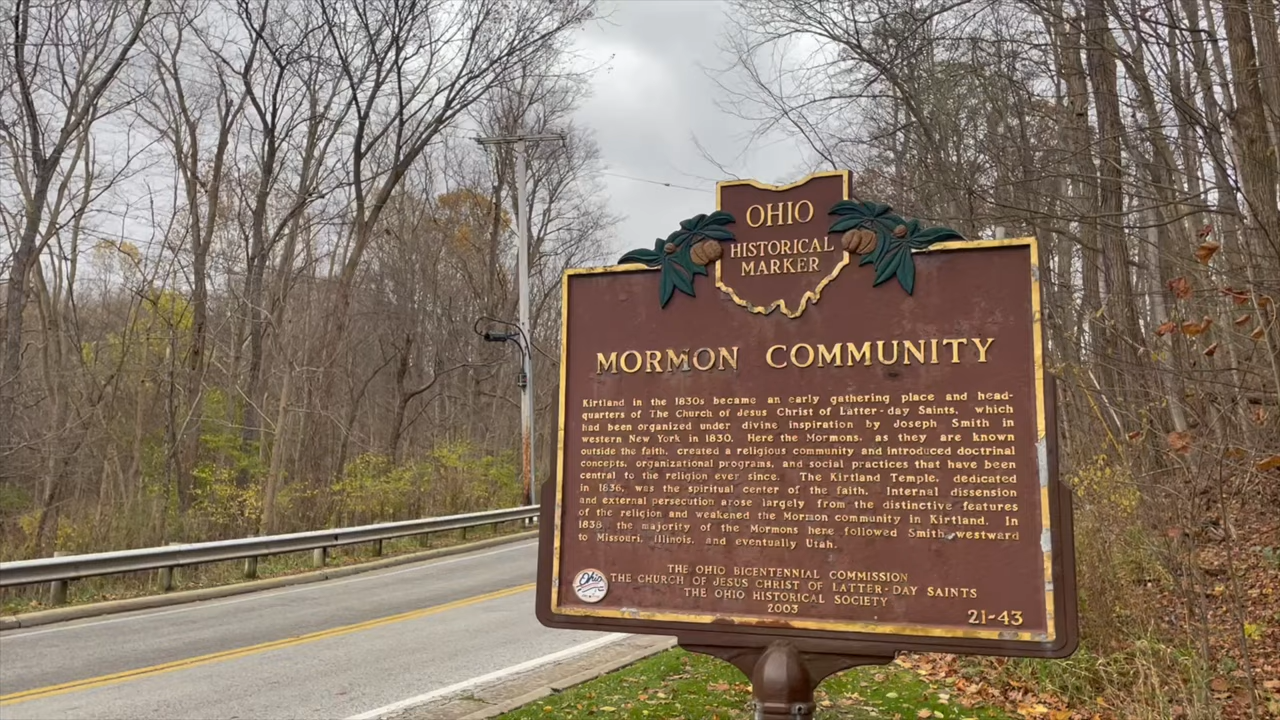 OHIO
HISTORICAL
MARKER
MORMON COMMUNITY
Kirtland in the 1830s became an early gathering place and head-
quarters of The Church of Jesus Christ of Latter-day Saints, which
had been organized under divine inspiration by Joseph Smith in
western New York in 1830. Here the Mormons, as they are known
outside the faith, created a religious community and introduced doctrinal
concepts, organizational programs, and social practices that have been
central to the religion ever since. The Kirtland Temple, dedicated
in 1836, was the spiritual center of the faith. Internal dissension
and external persecution arose largely from the distinctive features
of the religion and weakened the Mormon community in Kirtland. In
1838, the majority of the Mormons here followed Smith westward
to Missouri, Illinois, and eventually Utah.
THE OHIO BICENTENNIAL COMMISSION
THE CHURCH OF JESUS CHRIST OF LATTER-DAY SAINTS
THE OHIO HISTORICAL SOCIETY
2003
21-43
Ohio